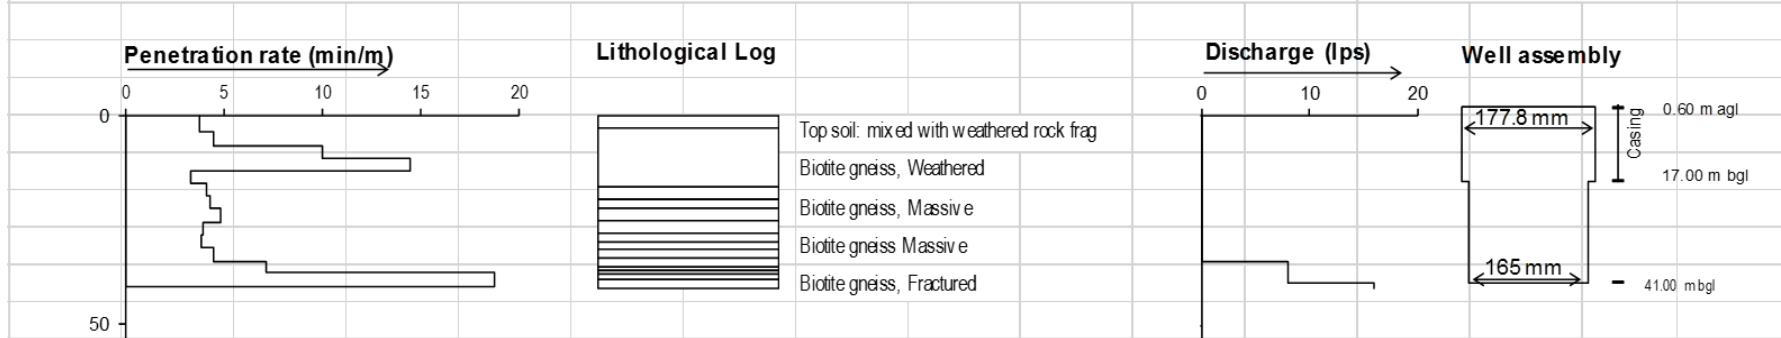 Penetration rate (min/m)
Lithological Log
Discharge (lps)
Well assembly
0 5 10 15 20
0 10 20
0
177.8 mm
0.60 m agl
Casing
Top soil: mixed with weathered rock frag
Biotite gneiss, Weathered
17.00 m bgl
Biotite gneiss, Massive
Biotite gneiss Massive
Biotite gneiss, Fractured
165 mm
41.00 m bgl
50